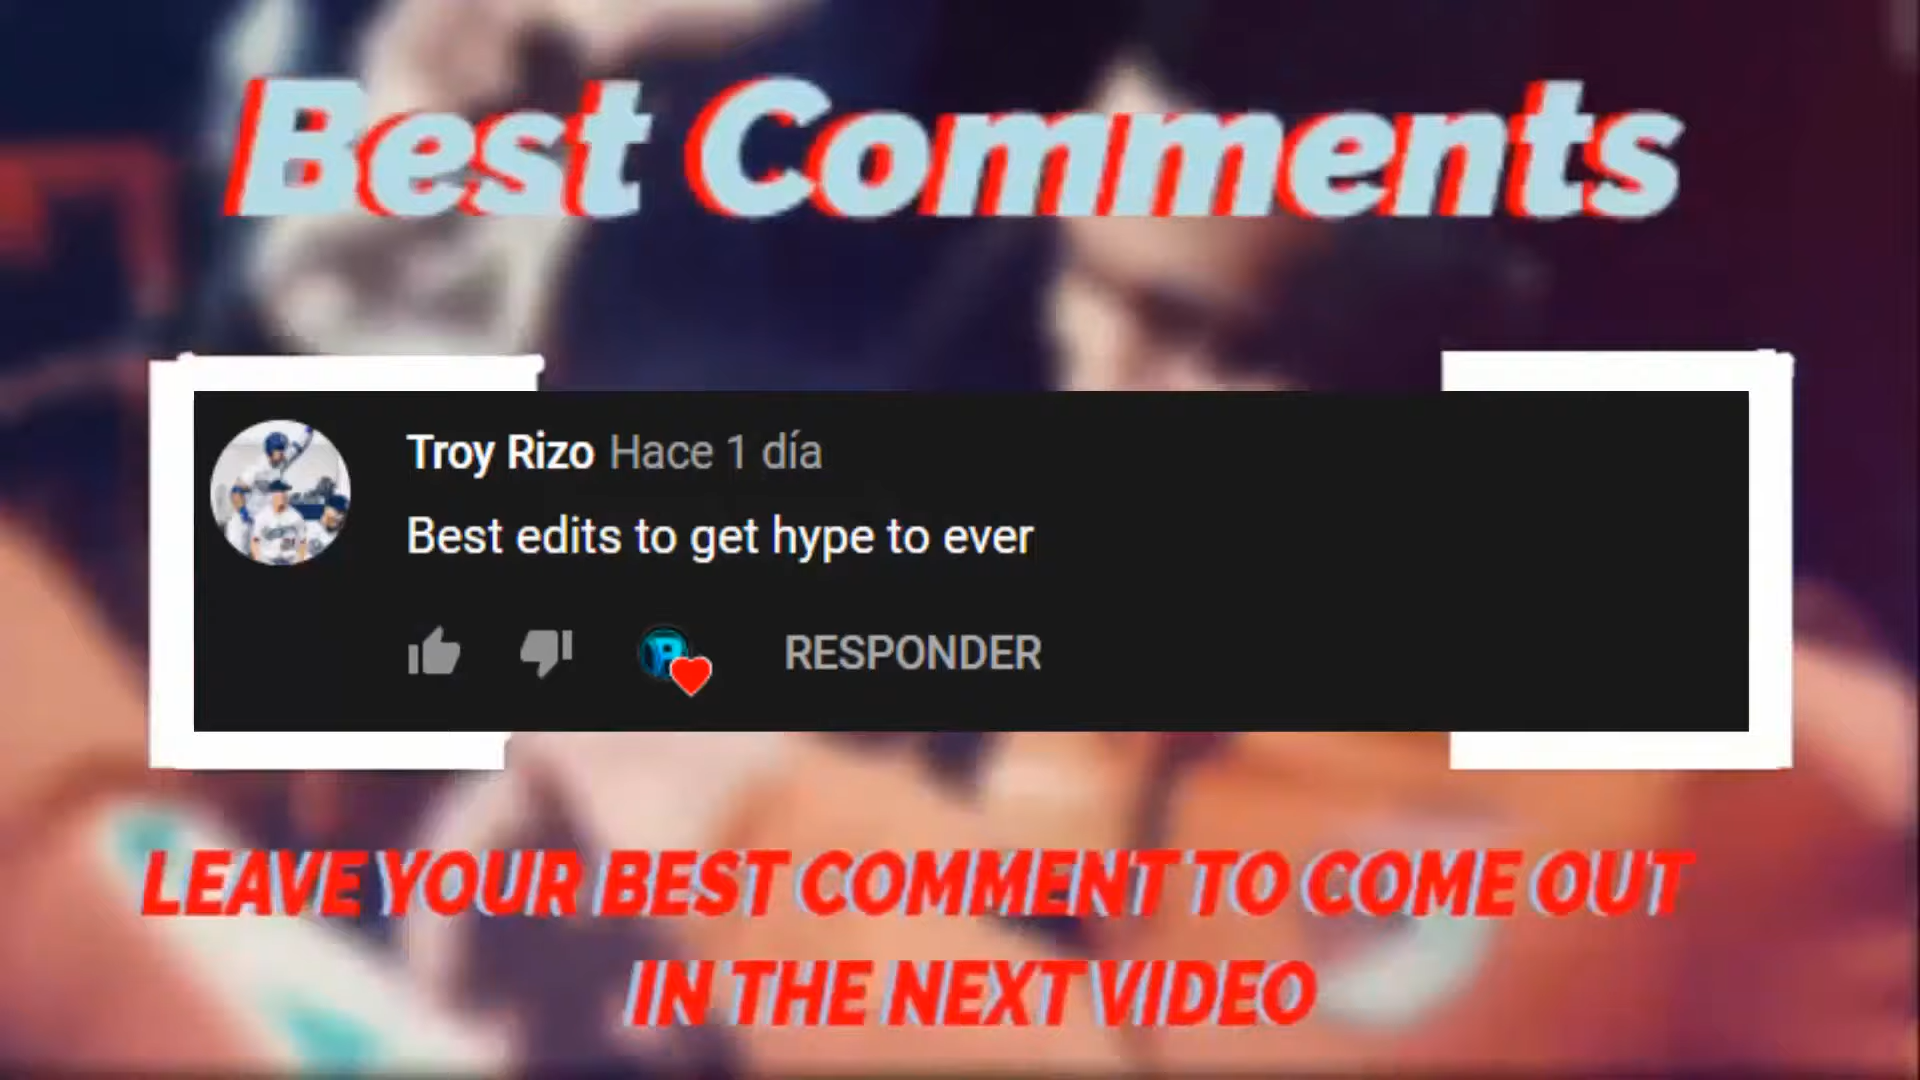 Best Comments
Troy Rizo Hace 1 día
Best edits to get hype to ever
RESPONDER
LEAVE YOUR BEST COMMENT TO COME OUT
IN THE NEXT VIDEO